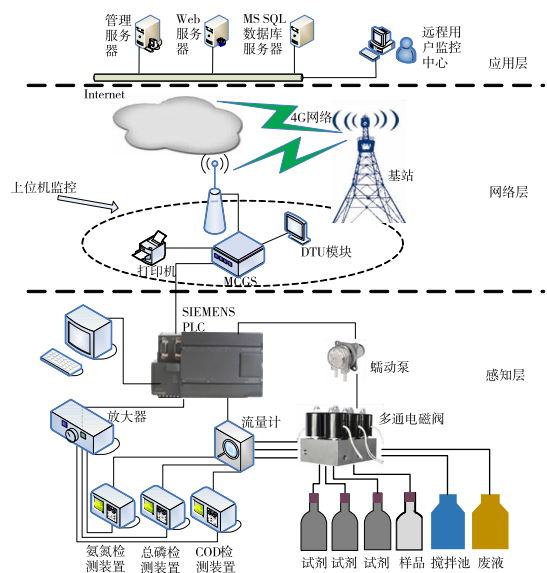 管理
服务
器
Web
服务
器
MS SQL
数据库
服务器
远程用
户监控
中心
应用层
Internet
4G网络
基站
上位机监控
网络层
打印机
MCGS
DTU模块
SIEMENS
PLC
蠕动泵
感知层
放大器
流量计
多通电磁阀
氨氮检
测装置
总磷检
测装置
COD检
测装置
试剂
试剂
试剂
样品
搅拌池
废液